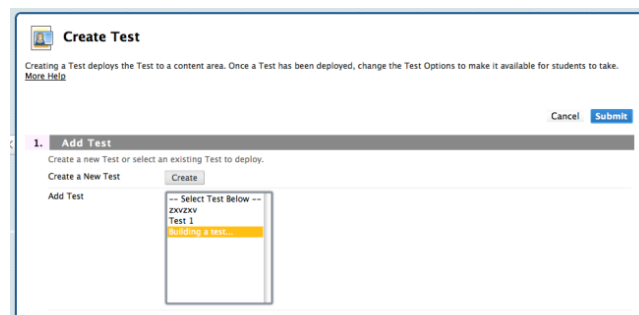 Create Test
Creating a Test deploys the Test to a content area. Once a Test has been deployed, change the Test Options to make it available for students to take.
More Help
Cancel Submit
1. Add Test
Create a new Test or select an existing Test to deploy.
Create a New Test Create
Add Test
-- Select Test Below --
zxvzxv
Test 1
Building a test...